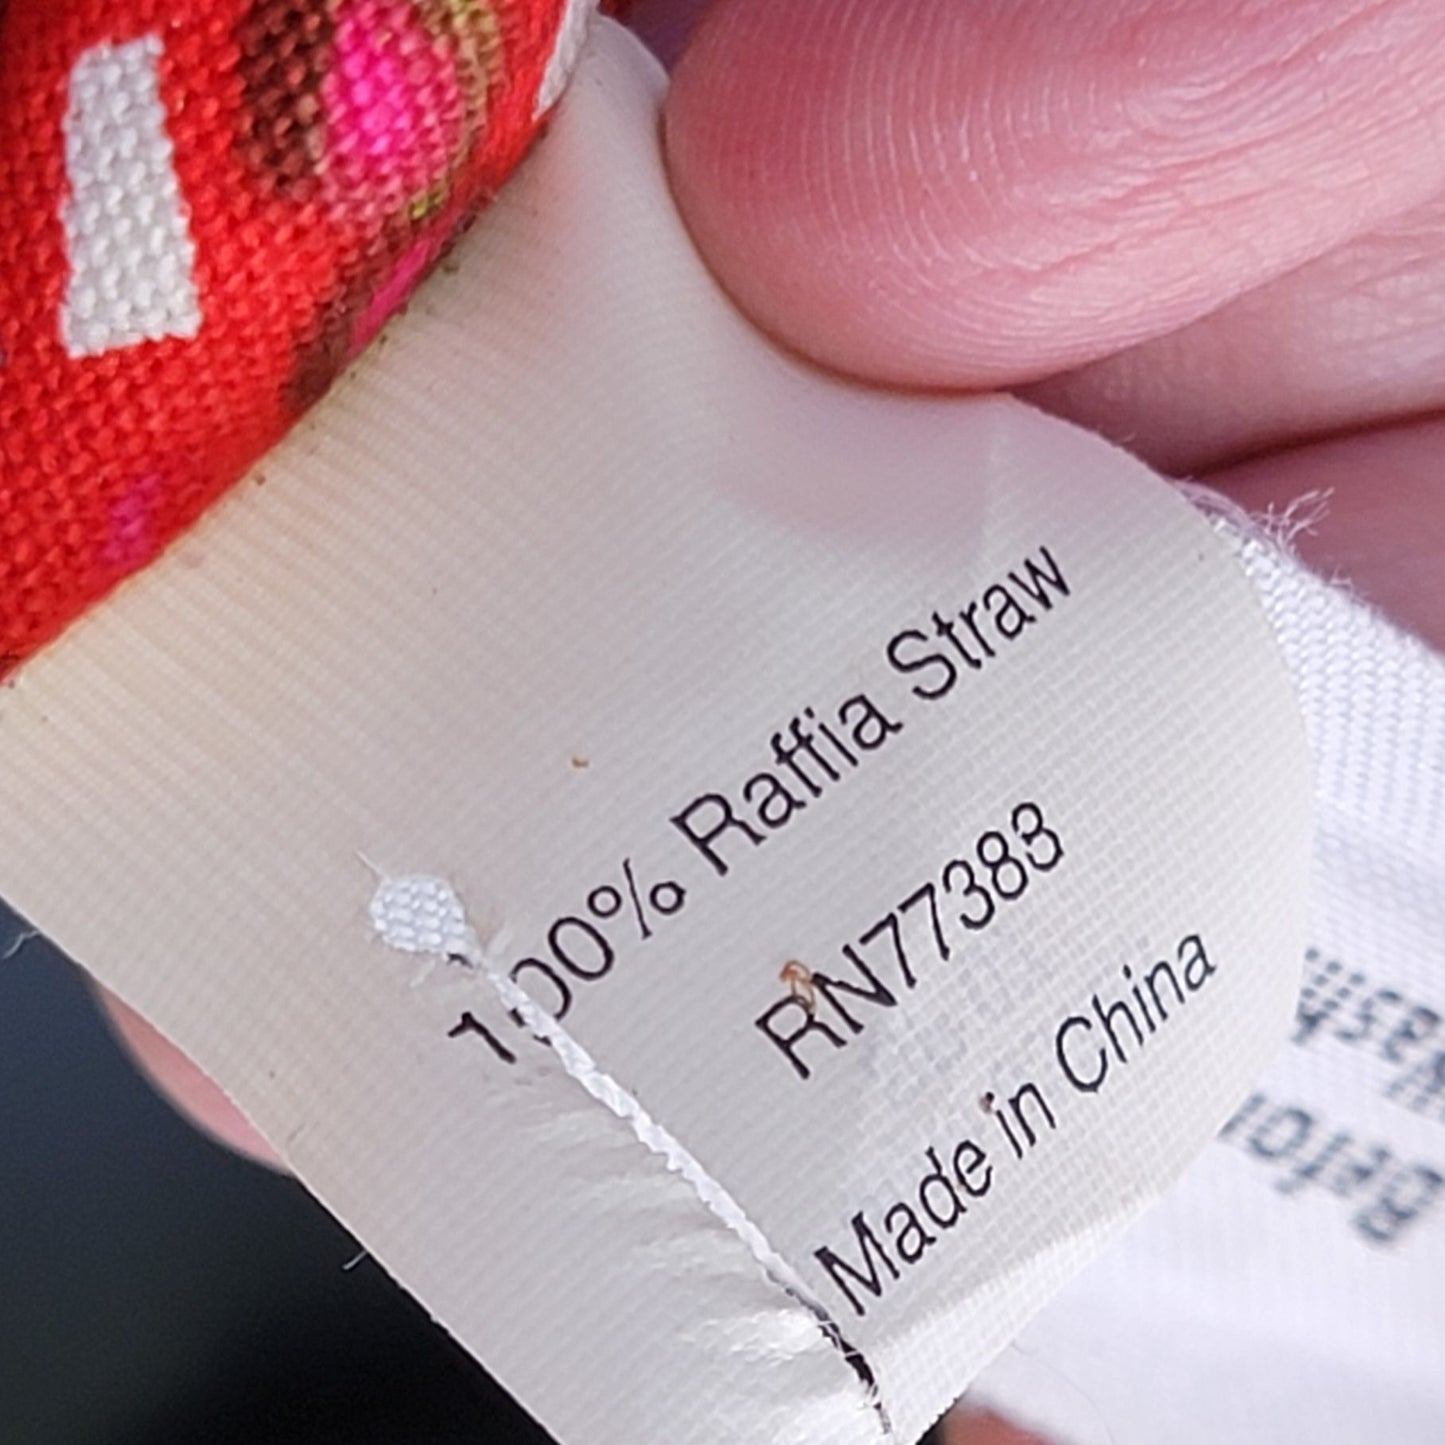 100% Raffia Straw
RN77383
Made in China